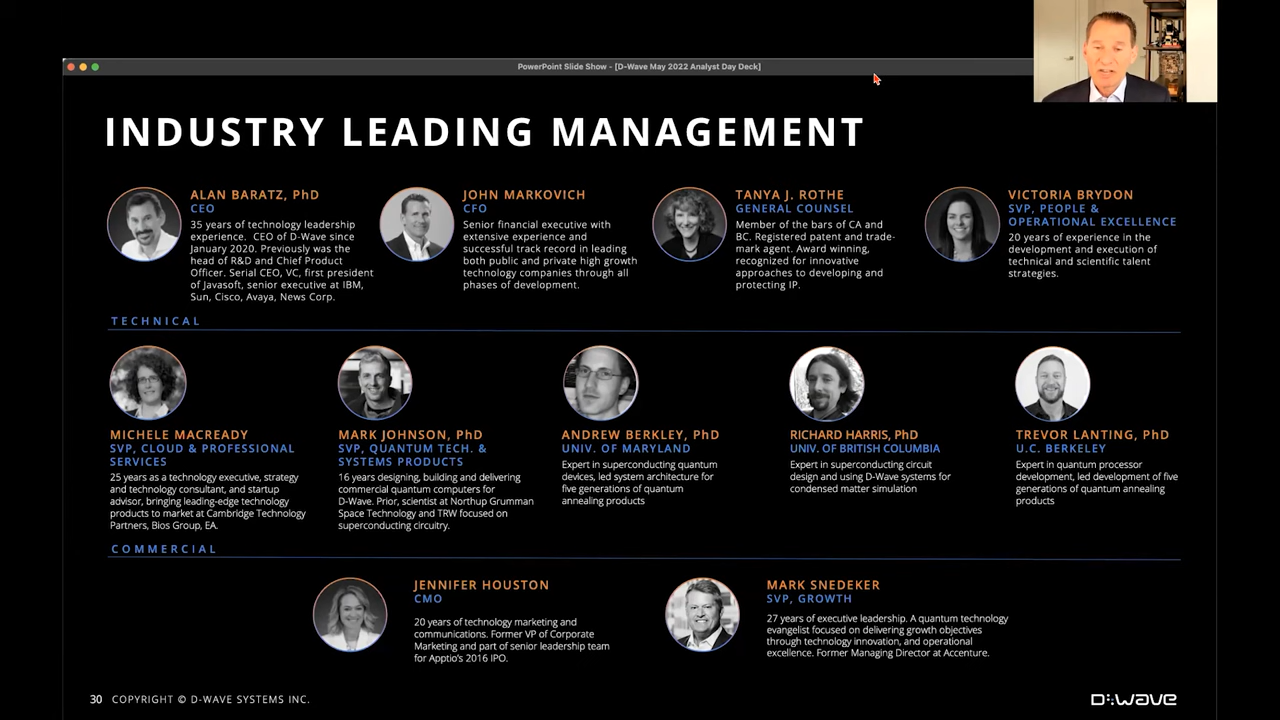 PowerPoint Slide Show - [D-Wave May 2022 Analyst Day Deck]
INDUSTRY LEADING MANAGEMENT
ALAN BARATZ, PhD
CEO
35 years of technology leadership
experience. CEO of D-Wave since
January 2020. Previously was the
head of R&D and Chief Product
Officer. Serial CEO, VC, first president
of Javasoft, senior executive at IBM,
Sun, Cisco, Avaya, News Corp.
JOHN MARKOVICH
CFO
Senior financial executive with
extensive experience and
successful track record in leading
both public and private high growth
technology companies through all
phases of development.
TANYA J. ROTHE
GENERAL COUNSEL
Member of the bars of CA and
BC. Registered patent and trade-
mark agent. Award winning,
recognized for innovative
approaches to developing and
protecting IP.
VICTORIA BRYDON
SVP, PEOPLE &
OPERATIONAL EXCELLENCE
20 years of experience in the
development and execution of
technical and scientific talent
strategies.
TECHNICAL
MICHELE MACREADY
SVP, CLOUD & PROFESSIONAL
SERVICES
25 years as a technology executive, strategy
and technology consultant, and startup
advisor, bringing leading-edge technology
products to market at Cambridge Technology
Partners, Bios Group, EA.
MARK JOHNSON, PhD
SVP, QUANTUM TECH. &
SYSTEMS PRODUCTS
16 years designing, building and delivering
commercial quantum computers for
D-Wave. Prior, scientist at Northup Grumman
Space Technology and TRW focused on
superconducting circuitry.
ANDREW BERKLEY, PhD
UNIV. OF MARYLAND
Expert in superconducting quantum
devices, led system architecture for
five generations of quantum
annealing products
RICHARD HARRIS, PhD
UNIV. OF BRITISH COLUMBIA
Expert in superconducting circuit
design and using D-Wave systems for
condensed matter simulation
TREVOR LANTING, PhD
U.C. BERKELEY
Expert in quantum processor
development, led development of five
generations of quantum annealing
products
COMMERCIAL
JENNIFER HOUSTON
CMO
20 years of technology marketing and
communications. Former VP of Corporate
Marketing and part of senior leadership team
for Apptio's 2016 IPO.
MARK SNEDEKER
SVP, GROWTH
27 years of executive leadership. A quantum technology
evangelist focused on delivering growth objectives
through technology innovation, and operational
excellence. Former Managing Director at Accenture.
30 COPYRIGHT © D-WAVE SYSTEMS INC.
D:wave